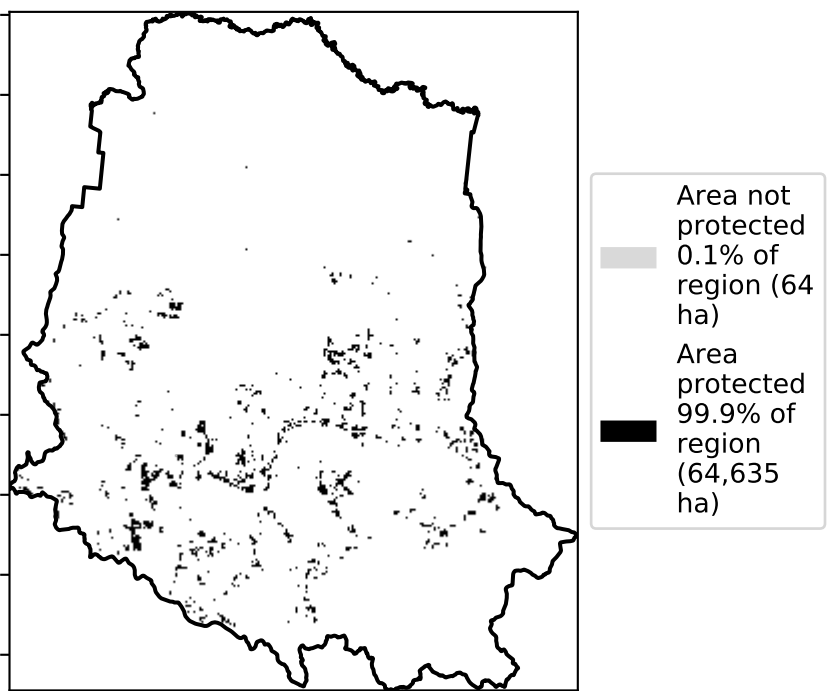 Area not
protected
0.1% of
region (64
ha)
Area
protected
99.9% of
region
(64,635
ha)